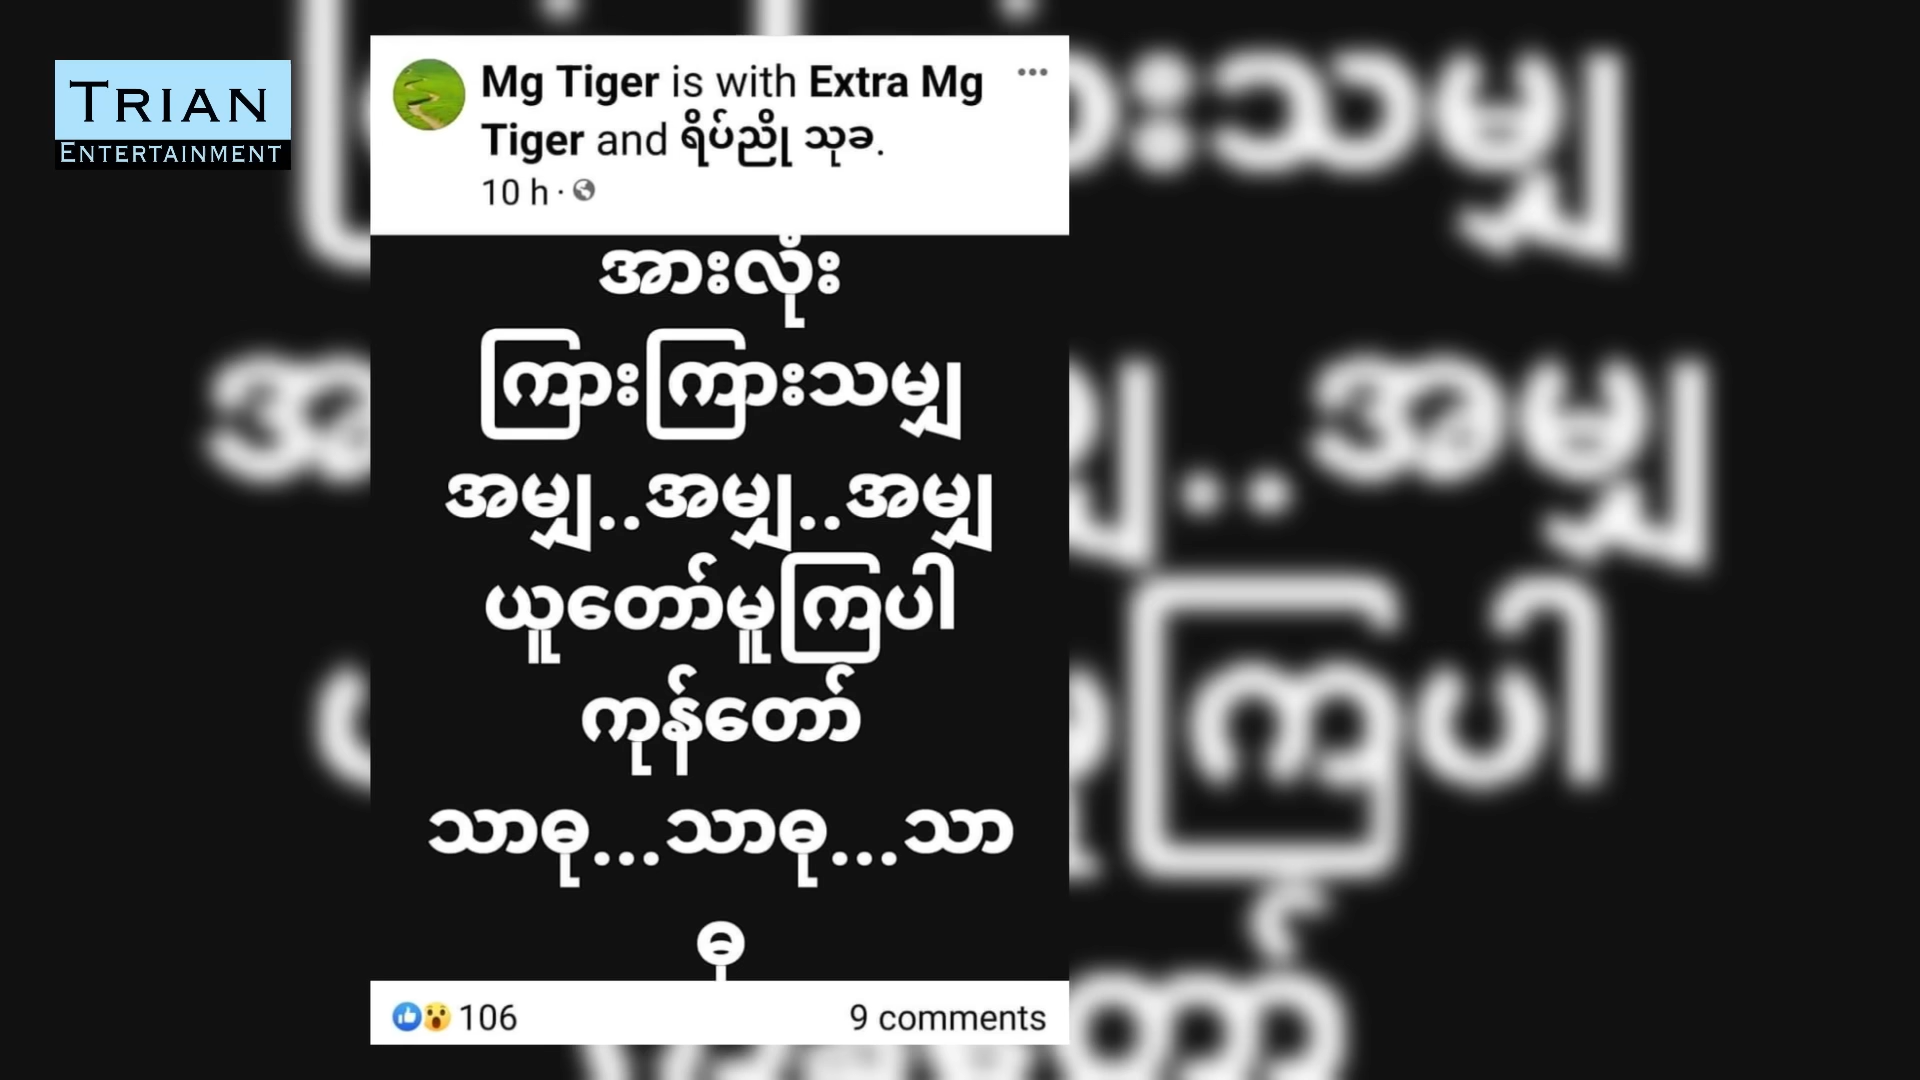 TRIAN
ENTERTAINMENT
Mg Tiger is with Extra Mg
Tiger and ရိပ်ညို သုခ.
10 h ·
အားလုံး
ကြားကြားသမျှ
အမျှ..အမျှ..အမျှ
ယူတော်မူကြပါ
ကုန်တော်
သာဓု...သာဓု...သာ
ဓု
106
9 comments